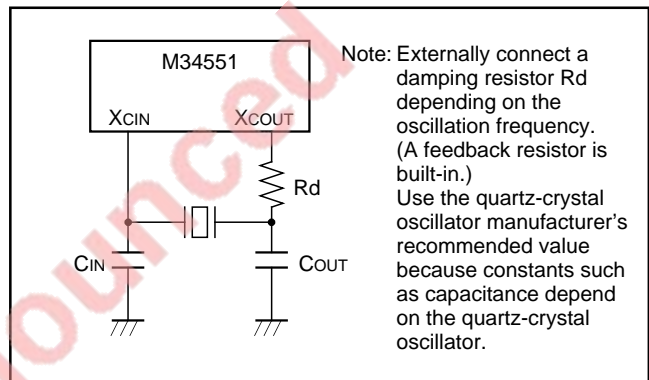 M34551
XCIN
XCOUT
Rd
CIN
COUT
Note: Externally connect a
damping resistor Rd
depending on the
oscillation frequency.
(A feedback resistor is
built-in.)
Use the quartz-crystal
oscillator manufacturer's
recommended value
because constants such
as capacitance depend
on the quartz-crystal
oscillator.
ounced